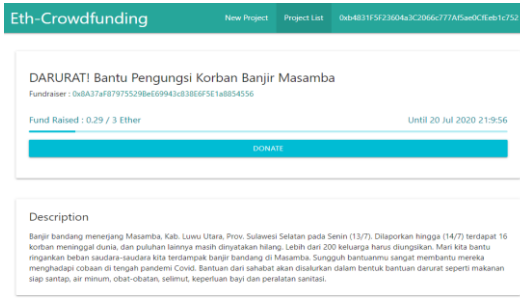 Eth-Crowdfunding New Project Project List 0xb4831F5F23604a3C2066c777Af5ae0CfEeb1c752
DARURAT! Bantu Pengungsi Korban Banjir Masamba
Fundraiser : 0x8A37aF87975529BeE69943c838E6F5E1a8854556
Fund Raised : 0.29 / 3 Ether Until 20 Jul 2020 21:9:56
DONATE
Description
Banjir bandang menerjang Masamba, Kab. Luwu Utara, Prov. Sulawesi Selatan pada Senin (13/7). Dilaporkan hingga (14/7) terdapat 16
korban meninggal dunia, dan puluhan lainnya masih dinyatakan hilang. Lebih dari 200 keluarga harus diungsikan. Mari kita bantu
ringankan beban saudara-saudara kita terdampak banjir bandang di Masamba. Sungguh bantuanmu sangat membantu mereka
menghadapi cobaan di tengah pandemi Covid. Bantuan dari sahabat akan disalurkan dalam bentuk bantuan darurat seperti makanan
siap santap, air minum, obat-obatan, selimut, keperluan bayi dan peralatan sanitasi.